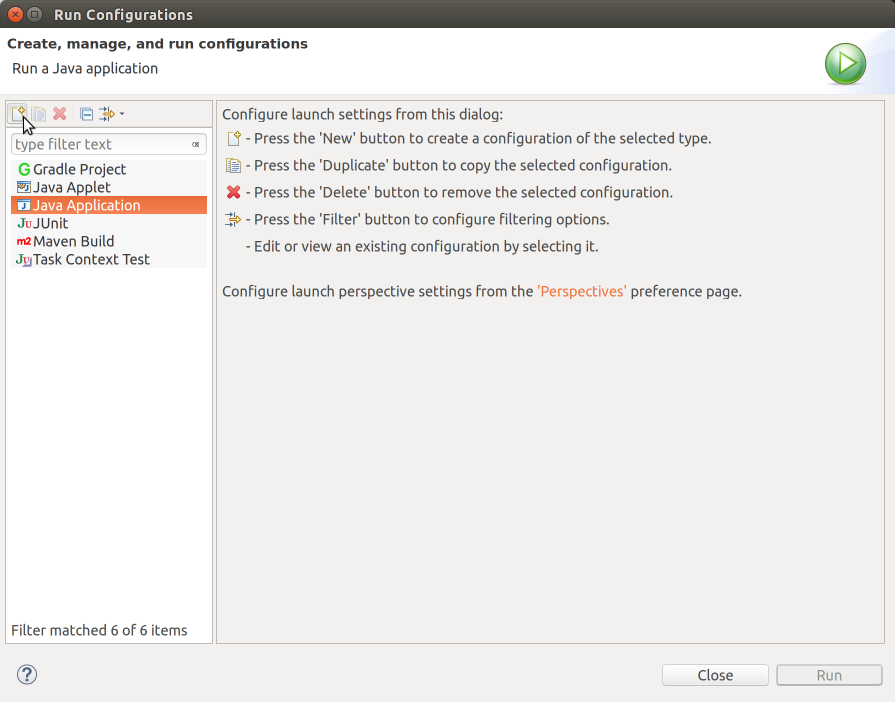 Run Configurations
Create, manage, and run configurations
Run a Java application
type filter text
G Gradle Project
Java Applet
J Java Application
Ju JUnit
m2 Maven Build
Ju Task Context Test
Filter matched 6 of 6 items
Configure launch settings from this dialog:
- Press the 'New' button to create a configuration of the selected type.
- Press the 'Duplicate' button to copy the selected configuration.
- Press the 'Delete' button to remove the selected configuration.
- Press the 'Filter' button to configure filtering options.
- Edit or view an existing configuration by selecting it.
Configure launch perspective settings from the 'Perspectives' preference page.
?
Close
Run